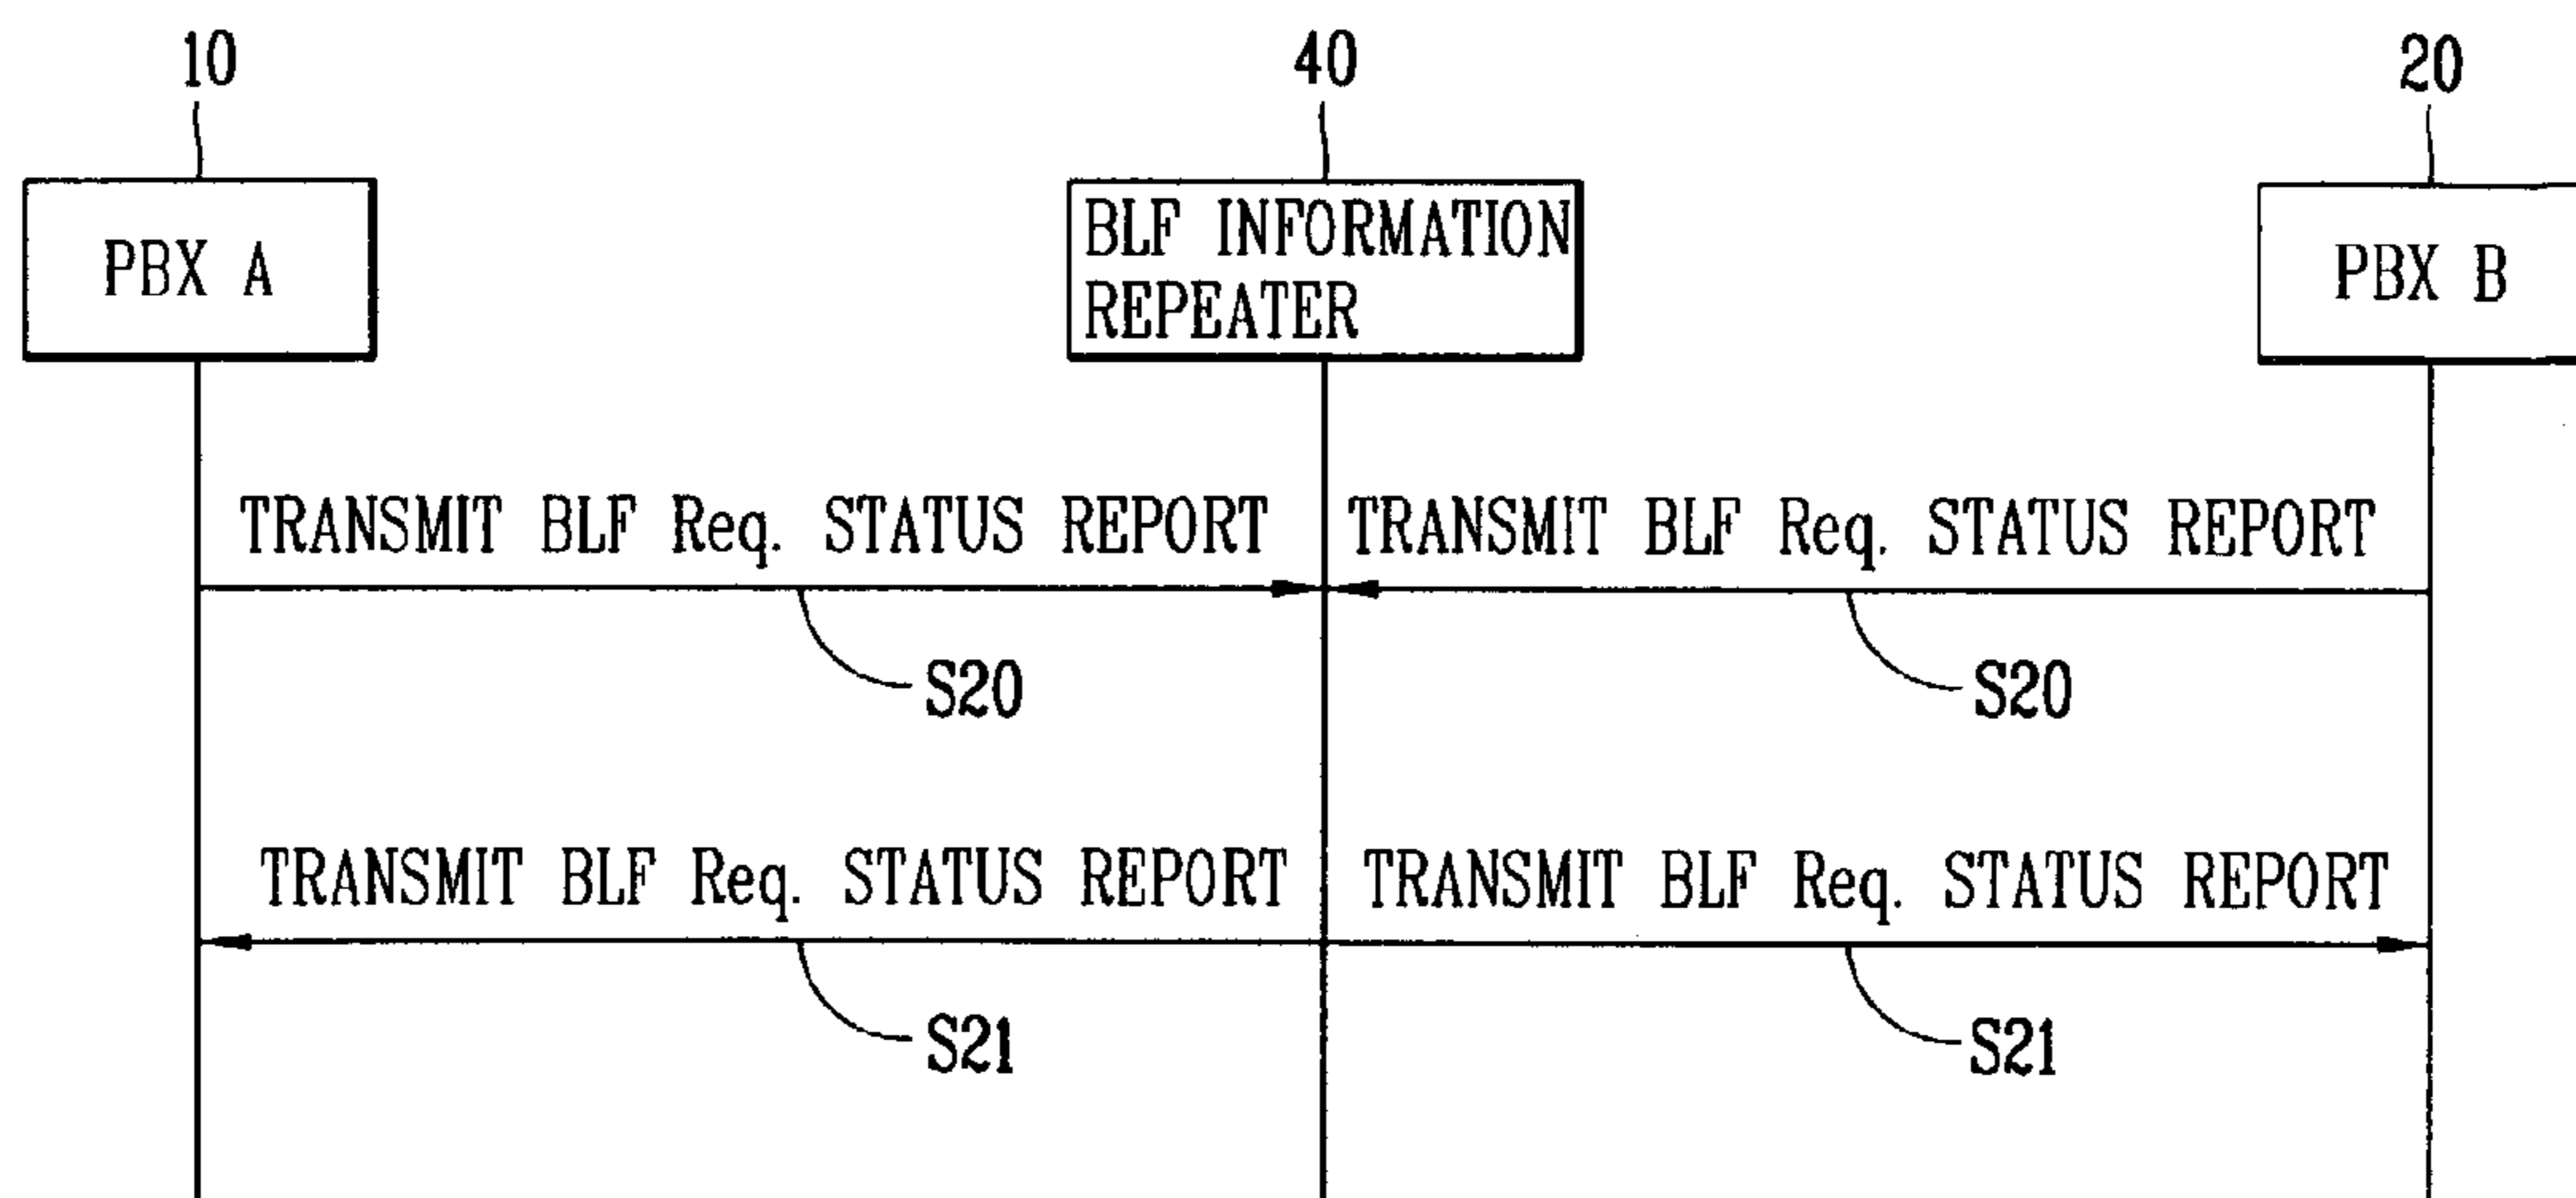 10
40
20
PBX A
BLF INFORMATION
REPEATER
PBX B
TRANSMIT BLF Req. STATUS REPORT
TRANSMIT BLF Req. STATUS REPORT
S20
S20
TRANSMIT BLF Req. STATUS REPORT
TRANSMIT BLF Req. STATUS REPORT
S21
S21